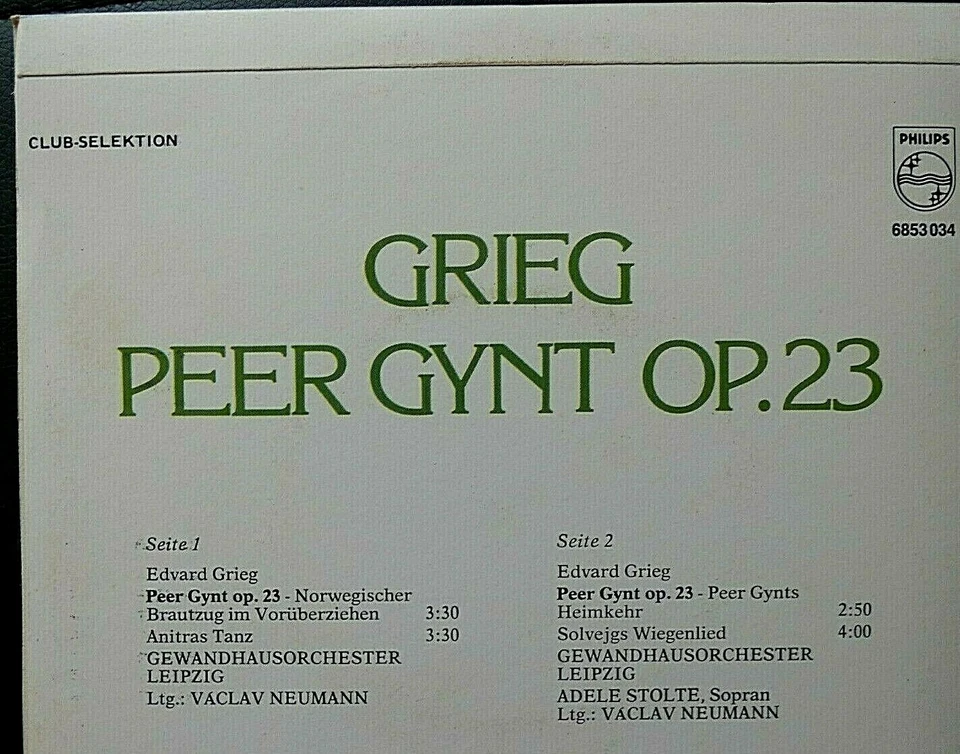 CLUB-SELEKTION
PHILIPS
6853 034
GRIEG
PEER GYNT OP. 23
Seite 1
Edvard Grieg
Peer Gynt op. 23 - Norwegischer
Brautzug im Vorüberziehen 3:30
Anitras Tanz 3:30
GEWANDHAUSORCHESTER
LEIPZIG
Ltg.: VÁCLAV NEUMANN
Seite 2
Edvard Grieg
Peer Gynt op. 23 - Peer Gynts
Heimkehr 2:50
Solvejgs Wiegenlied 4:00
GEWANDHAUSORCHESTER
LEIPZIG
ADELE STOLTE, Sopran
Ltg.: VÁCLAV NEUMANN